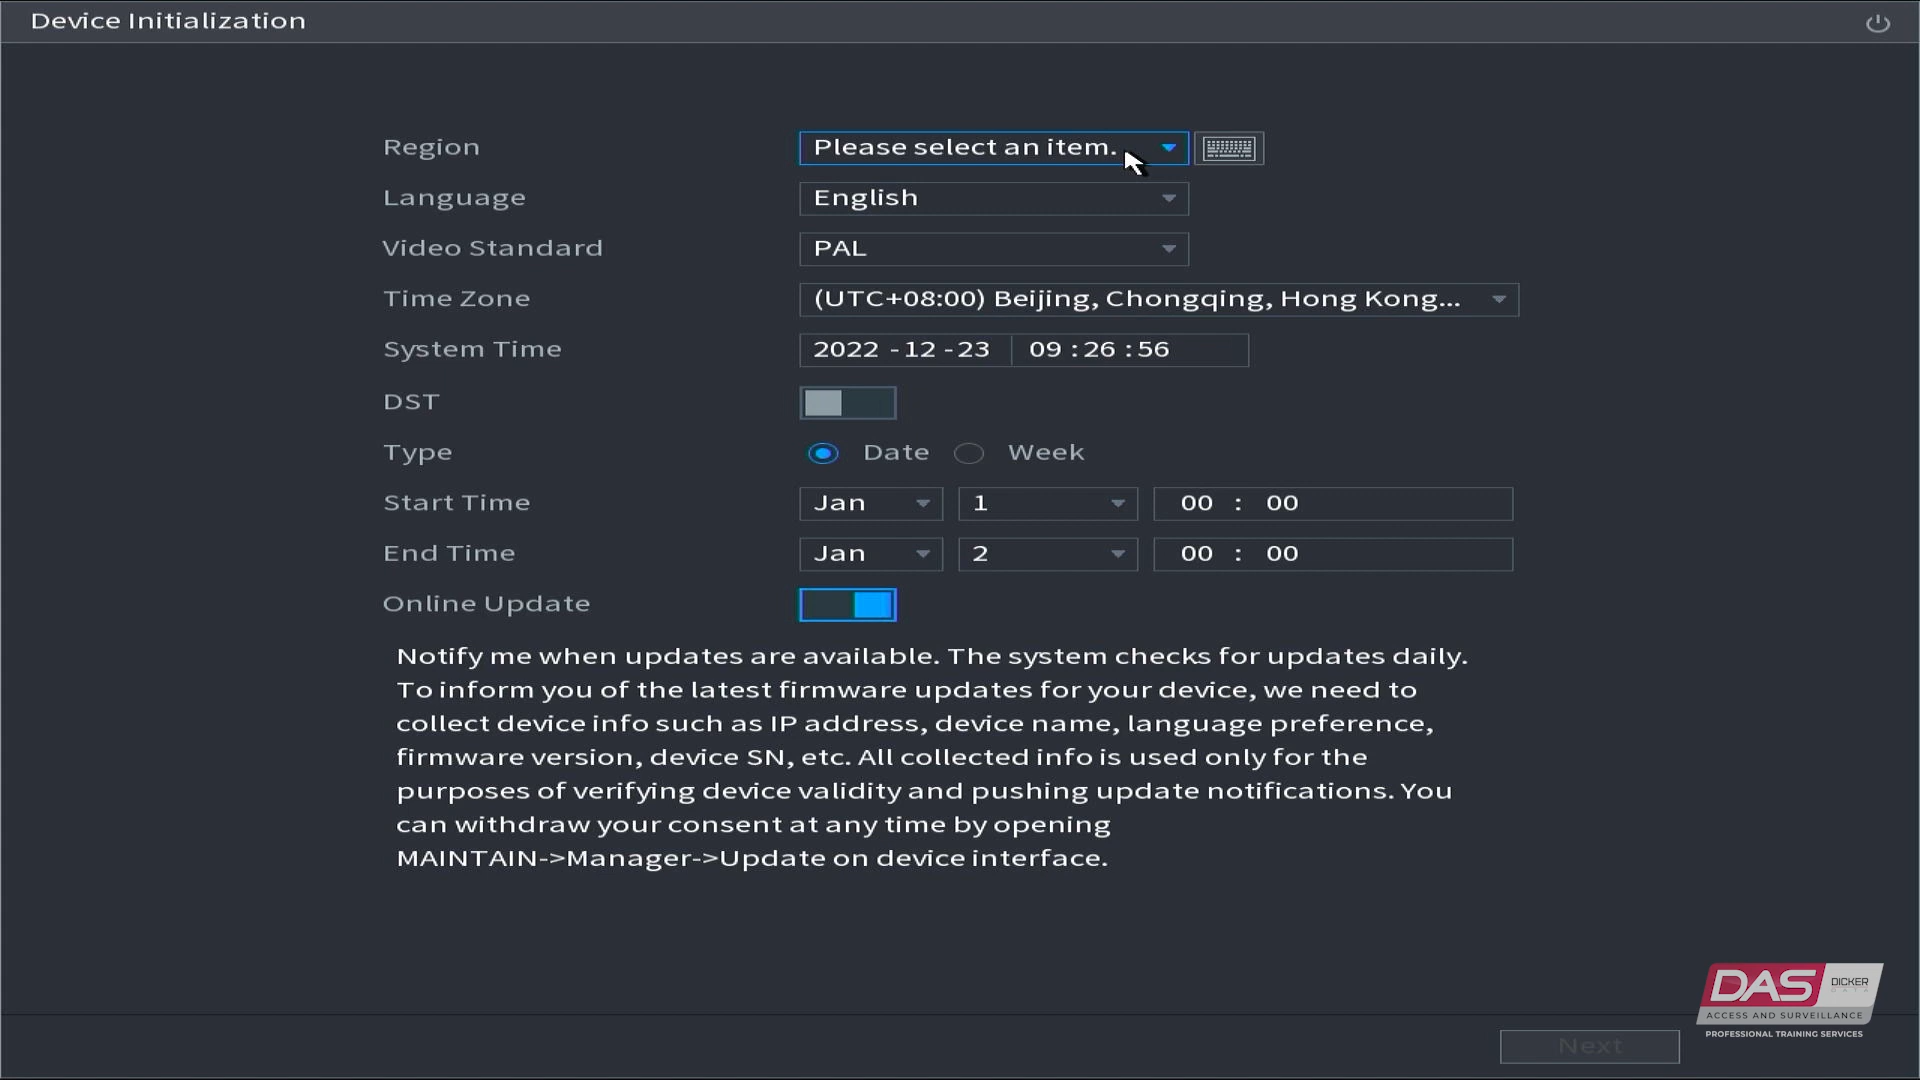 Device Initialization
Region Please select an item.
Language English
Video Standard PAL
Time Zone (UTC+08:00) Beijing, Chongqing, Hong Kong...
System Time 2022 -12 -23 09 :26 :56
DST
Type Date Week
Start Time Jan 1 00 : 00
End Time Jan 2 00 : 00
Online Update
Notify me when updates are available. The system checks for updates daily.
To inform you of the latest firmware updates for your device, we need to
collect device info such as IP address, device name, language preference,
firmware version, device SN, etc. All collected info is used only for the
purposes of verifying device validity and pushing update notifications. You
can withdraw your consent at any time by opening
MAINTAIN->Manager->Update on device interface.
DAS DICKER
DATA
ACCESS AND SURVEILLANCE
PROFESSIONAL TRAINING SERVICES
Next